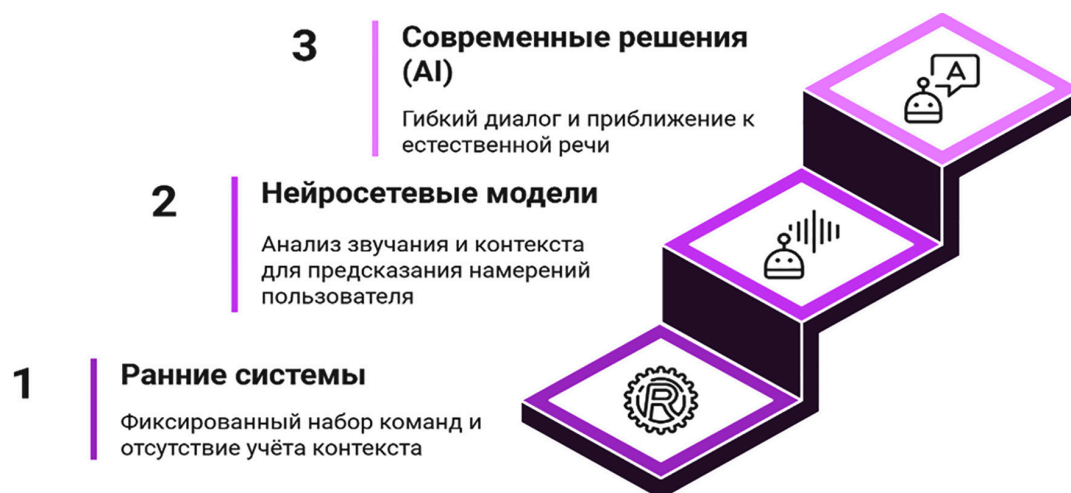 3
Современные решения
(AI)
Гибкий диалог и приближение к
естественной речи
A
2
Нейросетевые модели
Анализ звучания и контекста
для предсказания намерений
пользователя
1
Ранние системы
Фиксированный набор команд и
отсутствие учёта контекста
R